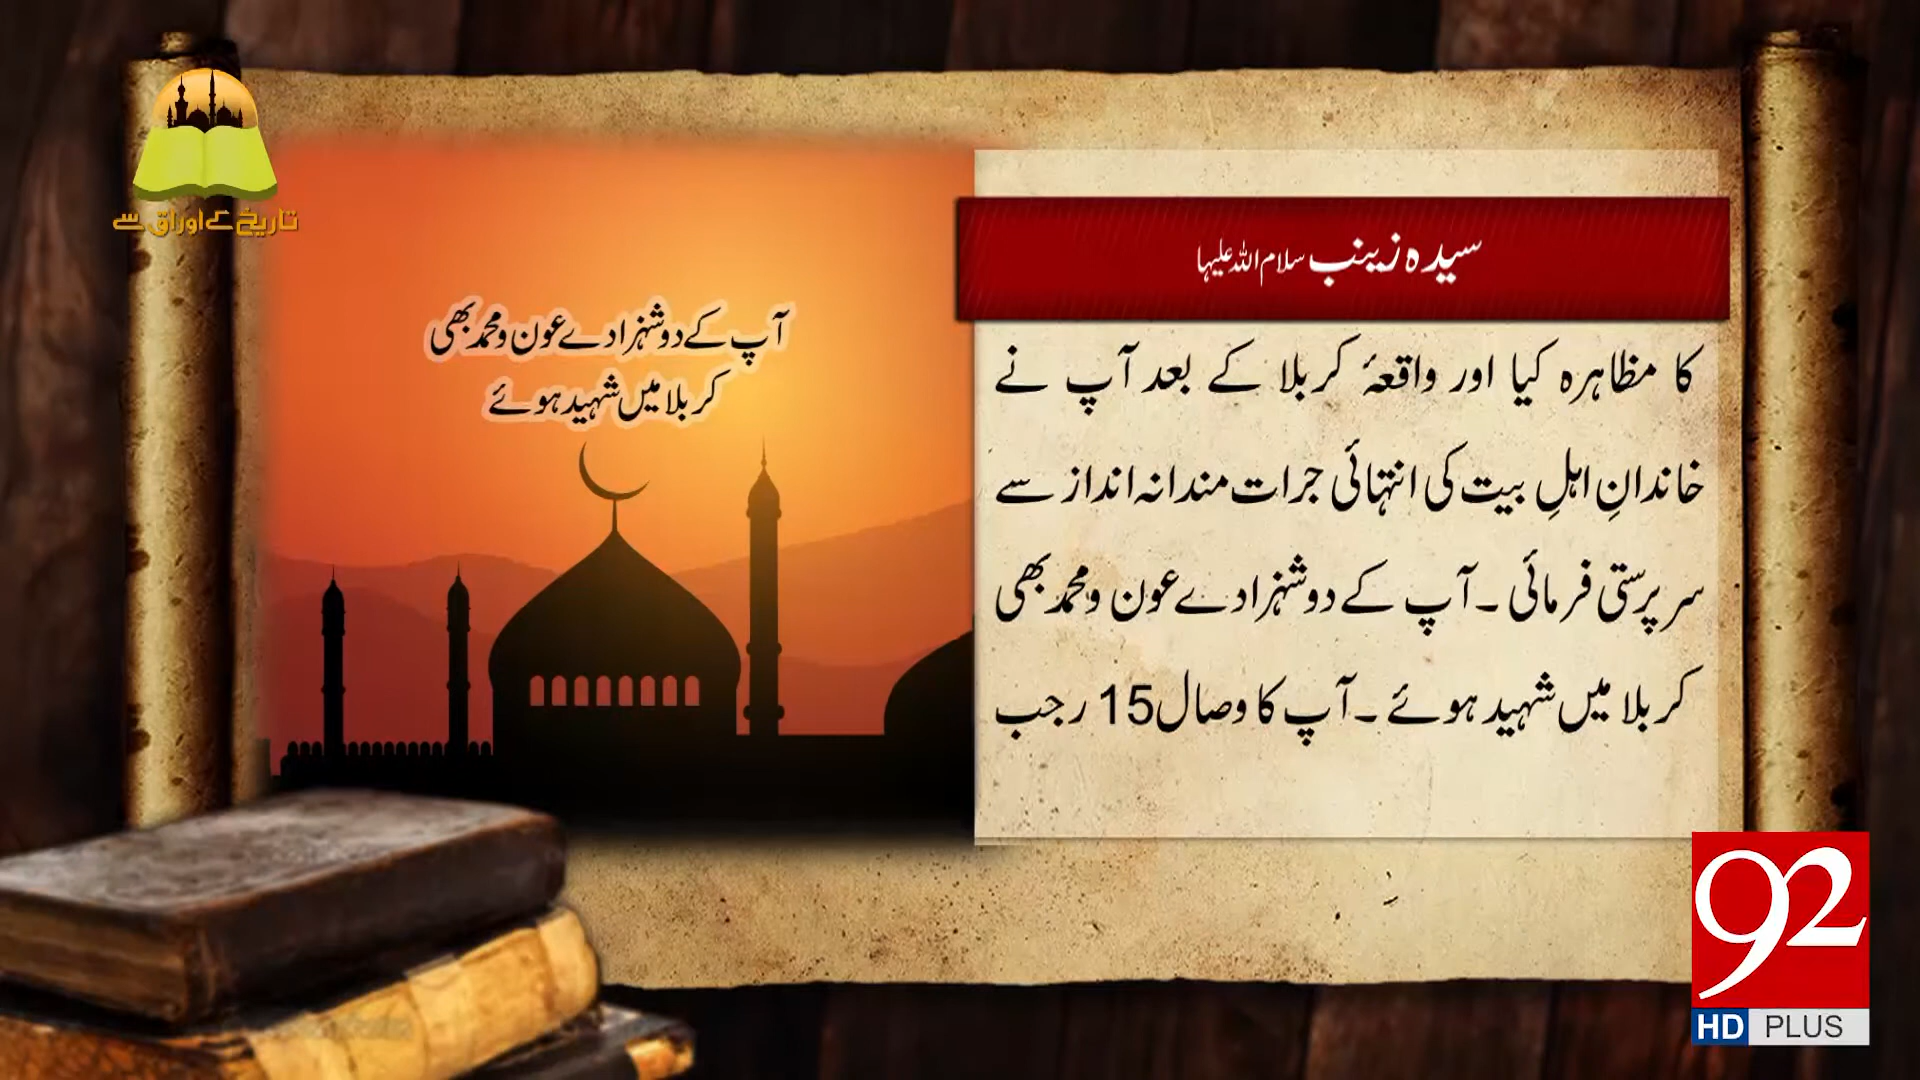 تاریخ کے اوراق سے
آپ کے دو شہزادے عون و محمد بھی
کربلا میں شہید ہوئے
سیدہ زینب سلام اللہ علیہا
کا مظاہرہ کیا اور واقعۂ کربلا کے بعد آپ نے
خاندانِ اہلِ بیت کی انتہائی جرات مندانہ انداز سے
سرپرستی فرمائی ۔ آپ کے دو شہزادے عون و محمد بھی
کربلا میں شہید ہوئے ۔ آپ کا وصال 15 رجب
92
HD PLUS